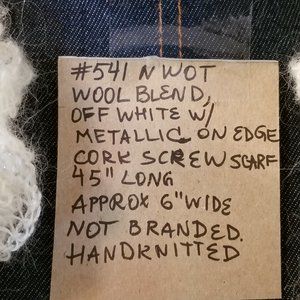 #541 NWOT
WOOL BLEND,
OFF WHITE W/
METALLIC ON EDGE
CORK SCREW SCARF
45" LONG
APPROX 6" WIDE
NOT BRANDED.
HANDKNITTED